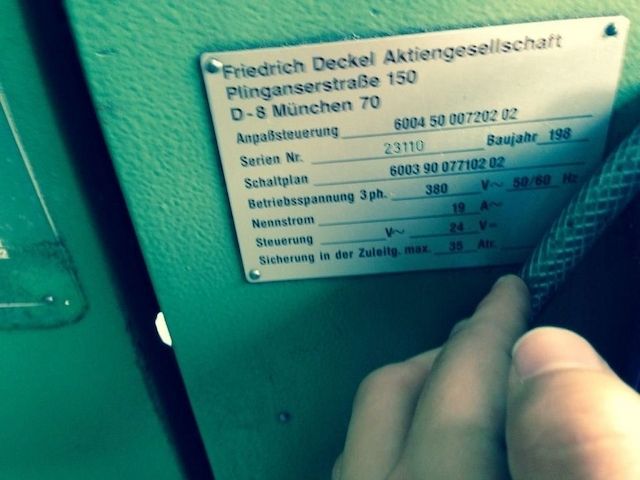 Friedrich Deckel Aktiengesellschaft
Plinganserstraße 150
D-8 München 70
Anpaßsteuerung 6004 50 007202 02
Serien Nr. 23110 Baujahr 198
Schaltplan 6003 90 077102 02
Betriebsspannung 3 ph. 380 V~ 50/60 Hz
Nennstrom 19 A~
Steuerung V~ 24 V=
Sicherung in der Zuleitg. max. 35 Atr.